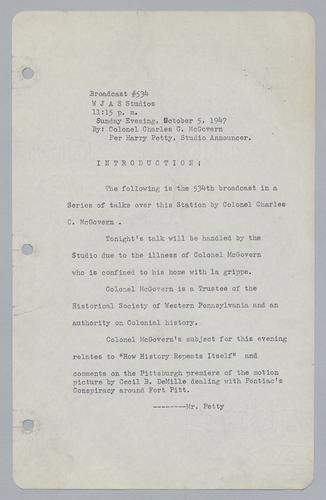 Broadcast #534
W J A S Studios
11:15 p. m.
Sunday Evening, October 5, 1947
By: Colonel Charles C. McGovern
Per Harry Petty, Studio Announcer.
I N T R O D U C T I O N ;
The following is the 534th broadcast in a
Series of talks over this Station by Colonel Charles
C. McGovern .
Tonight's talk will be handled by the
Studio due to the illness of Colonel McGovern
who is confined to his home with la grippe.
Colonel McGovern is a Trustee of the
Historical Society of Western Pennsylvania and an
authority on Colonial history.
Colonel McGovern's subject for this evening
relates to "How History Repeats Itself" and
comments on the Pittsburgh premiere of the motion
picture by Cecil B. DeMille dealing with Pontiac's
Conspiracy around Fort Pitt.
--------Mr. Petty